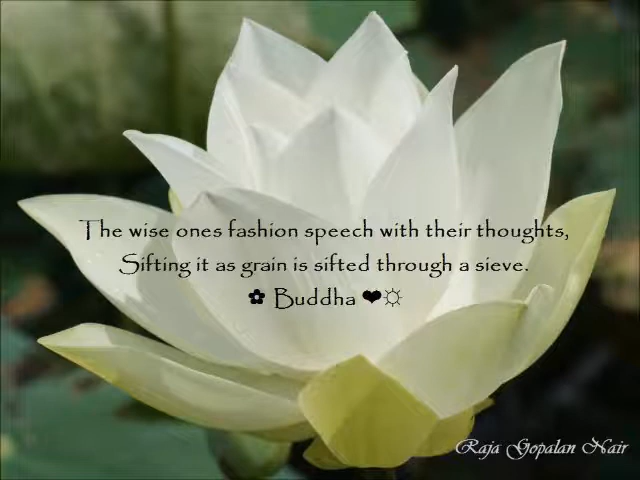 The wise ones fashion speech with their thoughts,
Sifting it as grain is sifted through a sieve.
✿ Buddha ❤☼
Raja Gopalan Nair